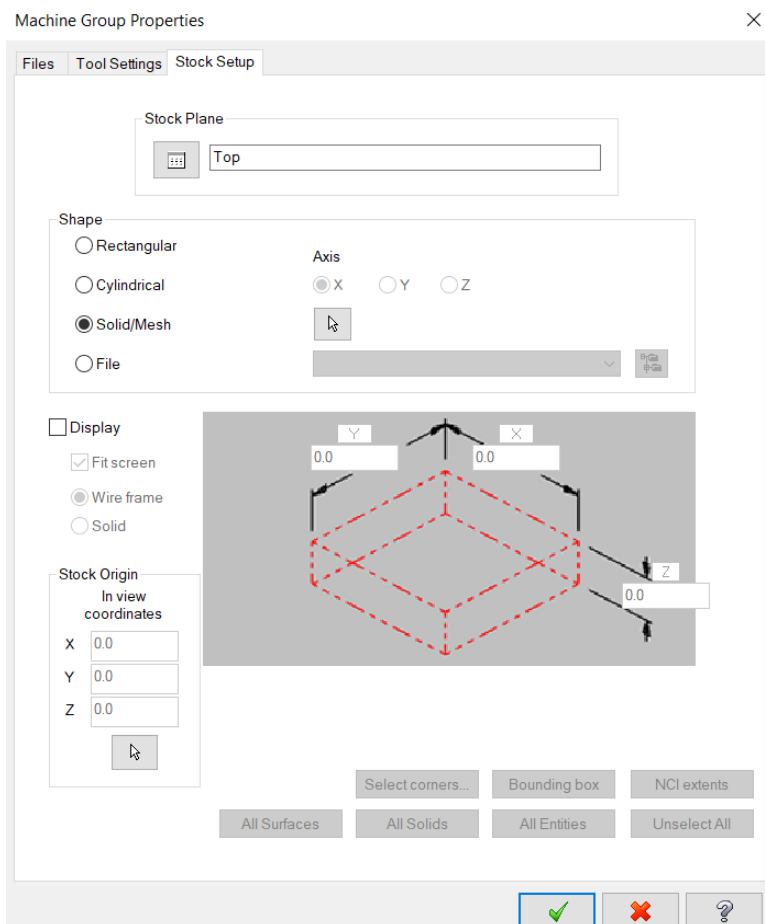 Machine Group Properties
Files Tool Settings Stock Setup
Stock Plane
Top
Shape
Rectangular
Axis
Cylindrical X Y Z
Solid/Mesh
File
Display
Y X
0.0 0.0
Fit screen
Wire frame
Solid
Z
0.0
Stock Origin
In view
coordinates
X 0.0
Y 0.0
Z 0.0
Select corners... Bounding box NCI extents
All Surfaces All Solids All Entities Unselect All